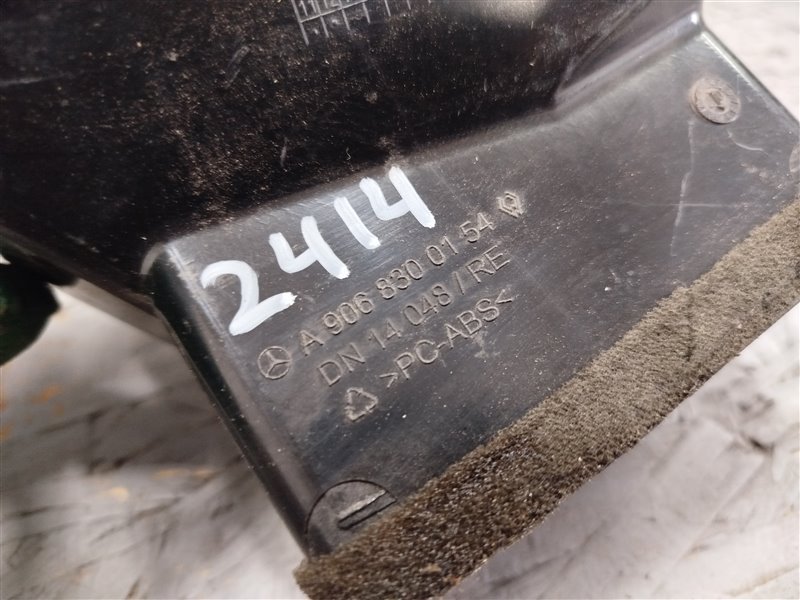 2414
A 906 830 01 54
DN 14 048 / RE
>PC-ABS<